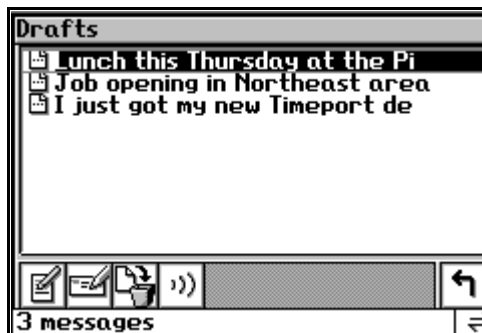 Drafts
Lunch this Thursday at the Pi
Job opening in Northeast area
I just got my new Timeport de
3 messages